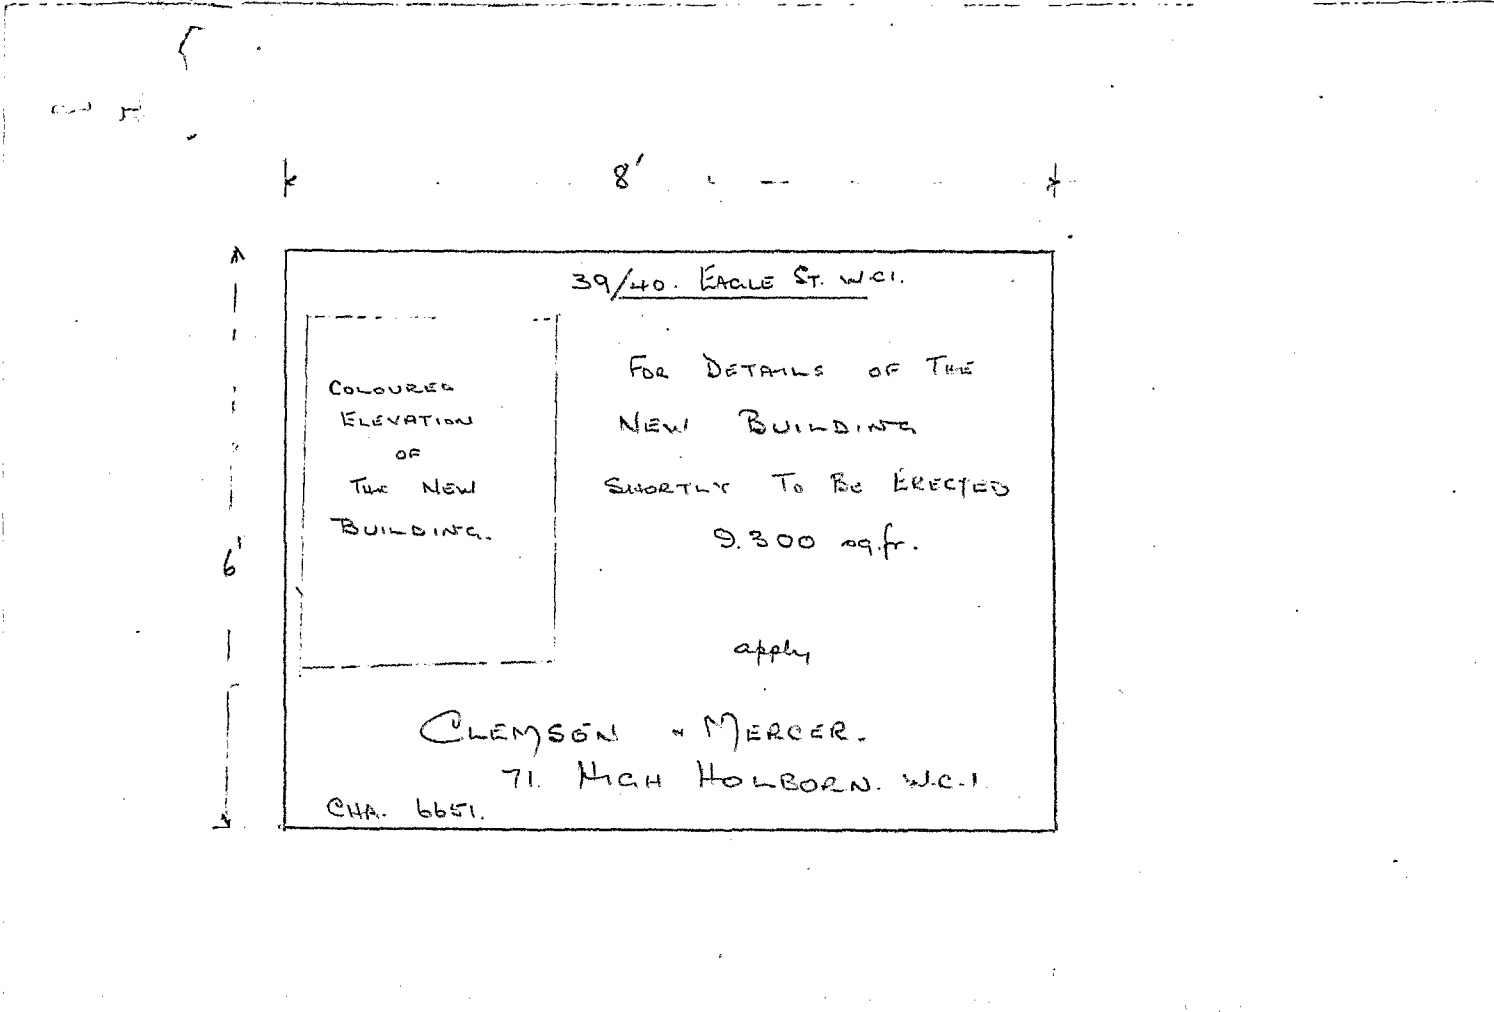 8'
39/40. EAGLE ST. W.C1.
FOR DETAILS OF THE
NEW BUILDING
SHORTLY TO BE ERECTED
9.300 sq.ft.
COLOURED
ELEVATION
OF
THE NEW
BUILDING.
6'
apply
CLEMSON & MERCER.
71. HIGH HOLBORN. W.C.1
CHA. 6651.